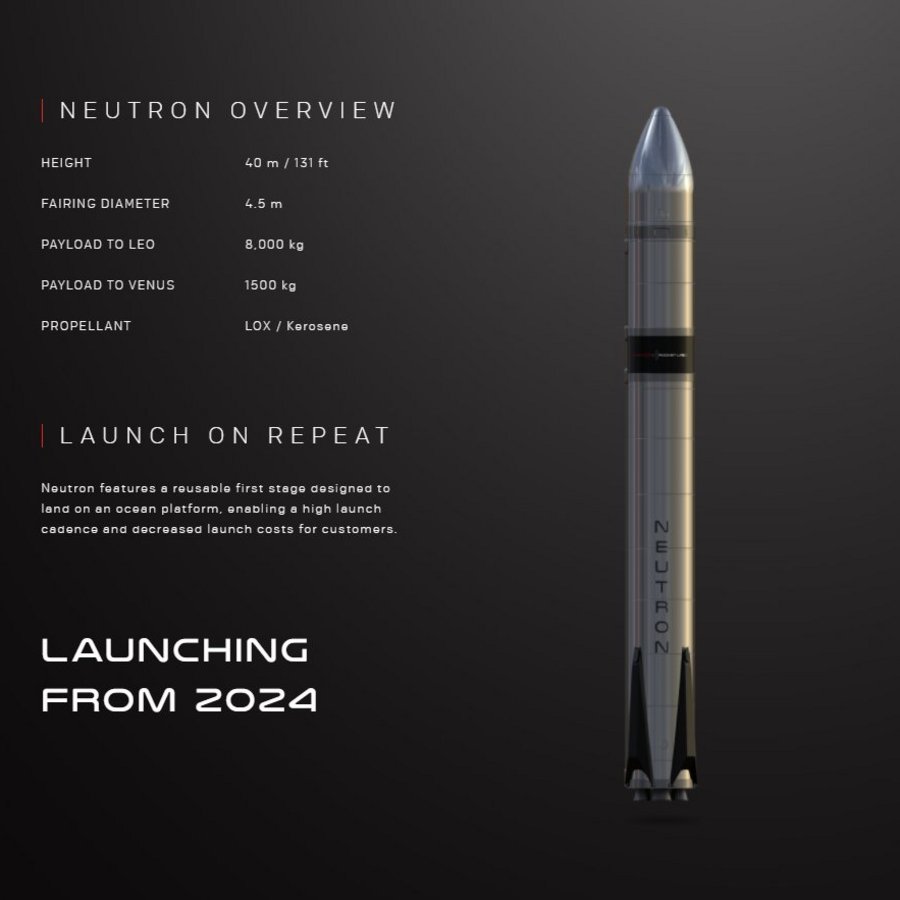 NEUTRON OVERVIEW
HEIGHT 40 m / 131 ft
FAIRING DIAMETER 4.5 m
PAYLOAD TO LEO 8,000 kg
PAYLOAD TO VENUS 1500 kg
PROPELLANT LOX / Kerosene
LAUNCH ON REPEAT
Neutron features a reusable first stage designed to
land on an ocean platform, enabling a high launch
cadence and decreased launch costs for customers.
LAUNCHING
FROM 2024
NEUTRON